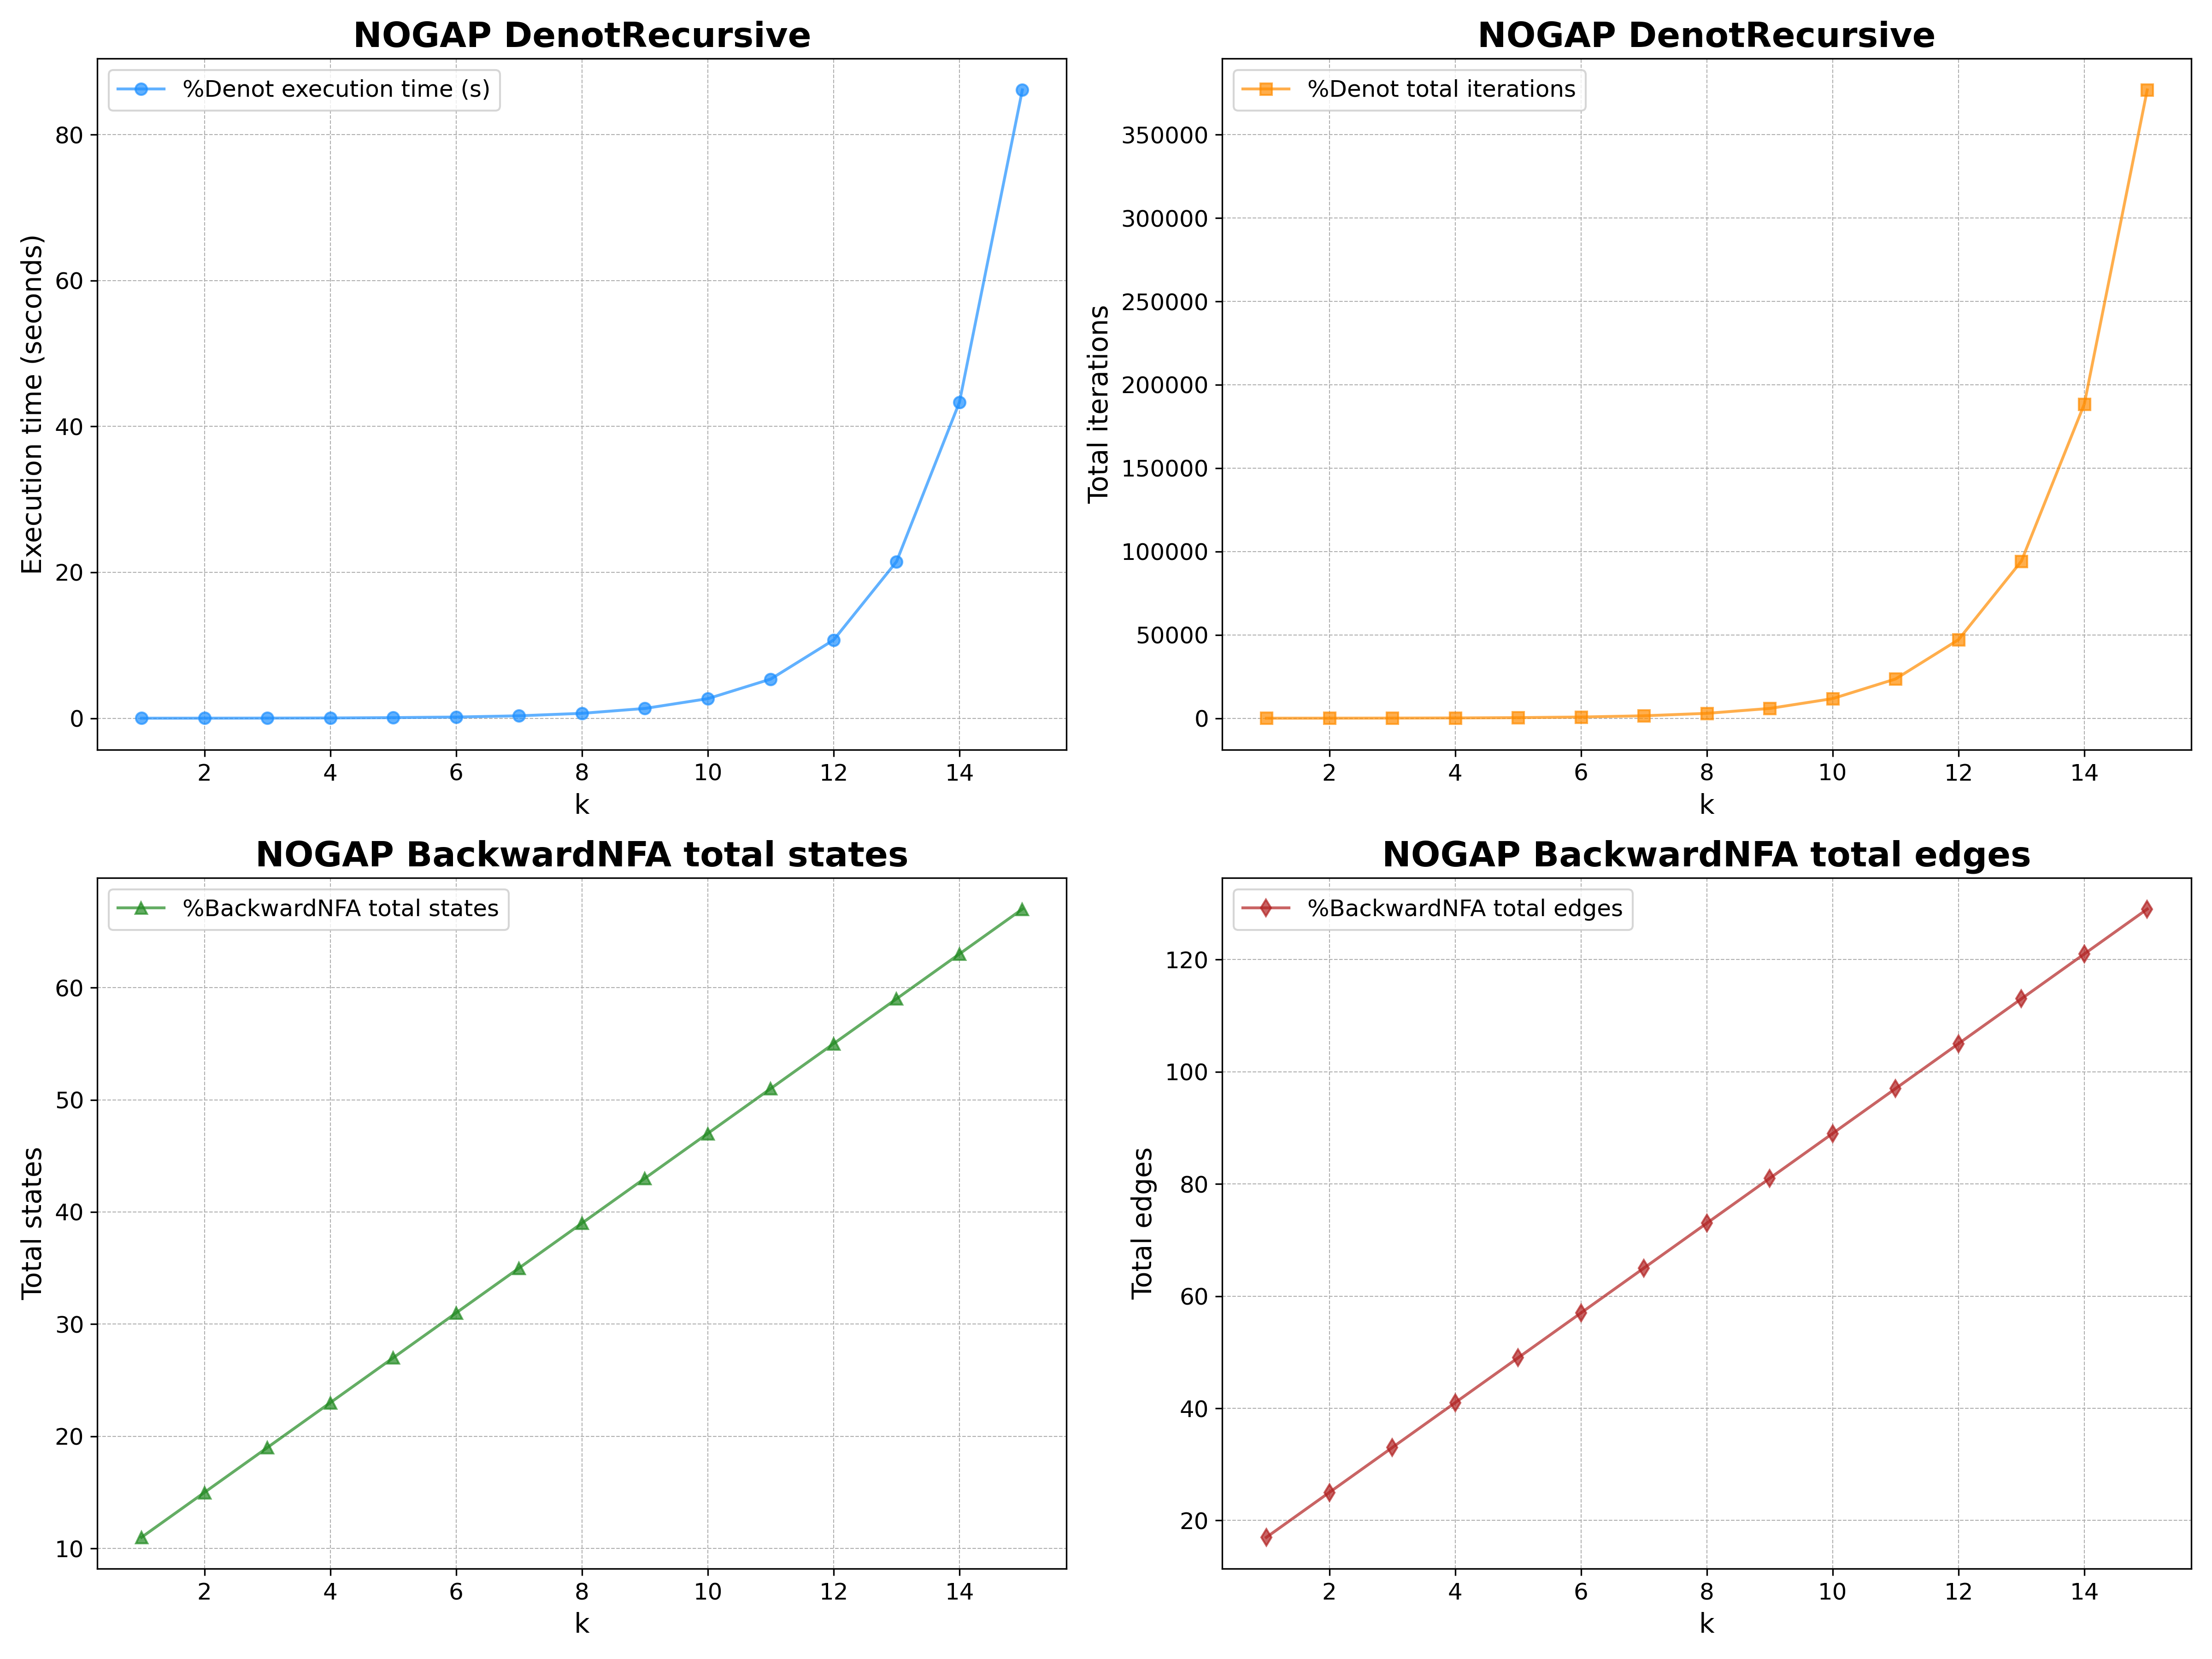 NOGAP DenotRecursive
%Denot execution time (s)
Execution time (seconds)
80
60
40
20
0
2 4 6 8 10 12 14
k
NOGAP DenotRecursive
%Denot total iterations
Total iterations
350000
300000
250000
200000
150000
100000
50000
0
2 4 6 8 10 12 14
k
NOGAP BackwardNFA total states
%BackwardNFA total states
Total states
60
50
40
30
20
10
2 4 6 8 10 12 14
k
NOGAP BackwardNFA total edges
%BackwardNFA total edges
Total edges
120
100
80
60
40
20
2 4 6 8 10 12 14
k